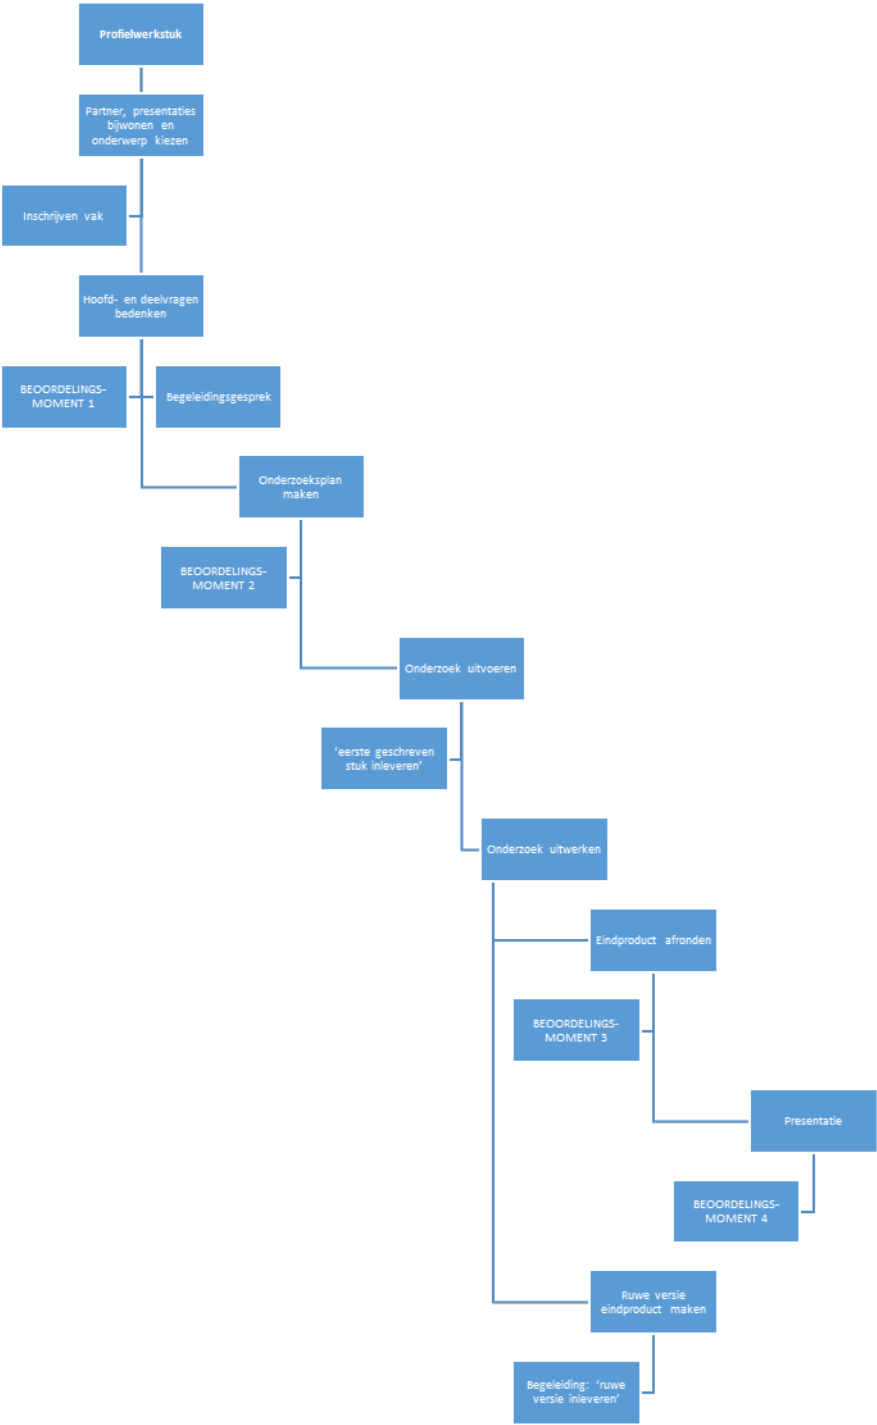 Profielwerkstuk
Partner, presentaties
bijwonen en
onderwerp kiezen
Inschrijven vak
Hoofd- en deelvragen
bedenken
BEOORDELINGS-
MOMENT 1
Begeleidingsgesprek
Onderzoeksplan
maken
BEOORDELINGS-
MOMENT 2
Onderzoek uitvoeren
‘eerste geschreven
stuk inleveren’
Onderzoek uitwerken
Eindproduct afronden
BEOORDELINGS-
MOMENT 3
Presentatie
BEOORDELINGS-
MOMENT 4
Ruwe versie
eindproduct maken
Begeleiding: ‘ruwe
versie inleveren’